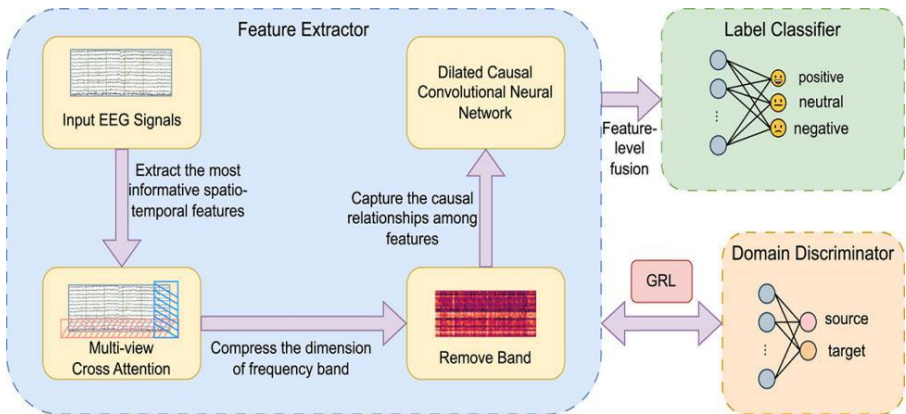 Feature Extractor
Input EEG Signals
Extract the most
informative spatio-
temporal features
Multi-view
Cross Attention
Compress the dimension
of frequency band
Remove Band
Capture the causal
relationships among
features
Dilated Causal
Convolutional Neural
Network
Feature-
level
fusion
Label Classifier
positive
neutral
negative
GRL
Domain Discriminator
source
target